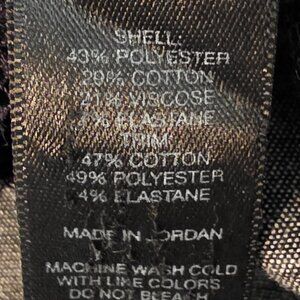 SHELL:
43% POLYESTER
29% COTTON
21% VISCOSE
7% ELASTANE
TRIM:
47% COTTON
49% POLYESTER
4% ELASTANE
MADE IN JORDAN
MACHINE WASH COLD
WITH LIKE COLORS
DO NOT BLEACH